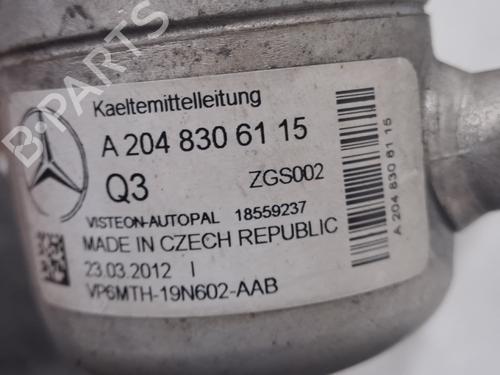 B-PARTS
Kaeltemittelleitung
A 204 830 61 15
Q3 ZGS002
VISTEON-AUTOPAL 18559237
MADE IN CZECH REPUBLIC
23.03.2012 I
VP6MTH-19N602-AAB
A 204 830 61 15